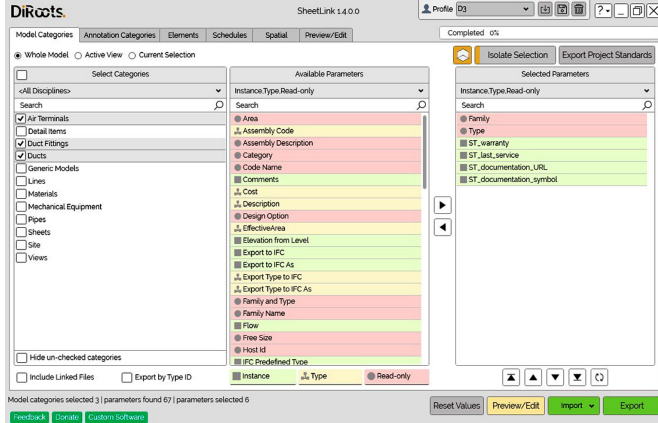 DiRoots.
SheetLink 1.4.0.0
Profile D3
Model Categories Annotation Categories Elements Schedules Spatial Preview/Edit
Completed 0%
Whole Model Active View Current Selection
Isolate Selection Export Project Standards
Select Categories
<All Disciplines>
Search
Air Terminals
Detail Items
Duct Fittings
Ducts
Generic Models
Lines
Materials
Mechanical Equipment
Pipes
Sheets
Site
Views
Hide un-checked categories
Include Linked Files Export by Type ID
Available Parameters
Instance,Type,Read-only
Search
Area
Assembly Code
Assembly Description
Category
Code Name
Comments
Cost
Description
Design Option
EffectiveArea
Elevation from Level
Export to IFC
Export to IFC As
Export Type to IFC
Export Type to IFC As
Family and Type
Family Name
Flow
Free Size
Host Id
IFC Predefined Type
Instance Type Read-only
Selected Parameters
Instance,Type,Read-only
Search
Family
Type
ST_warranty
ST_last_service
ST_documentation_URL
ST_documentation_symbol
Model categories selected 3 | parameters found 67 | parameters selected 6
Reset Values Preview/Edit Import Export
Feedback Donate Custom Software